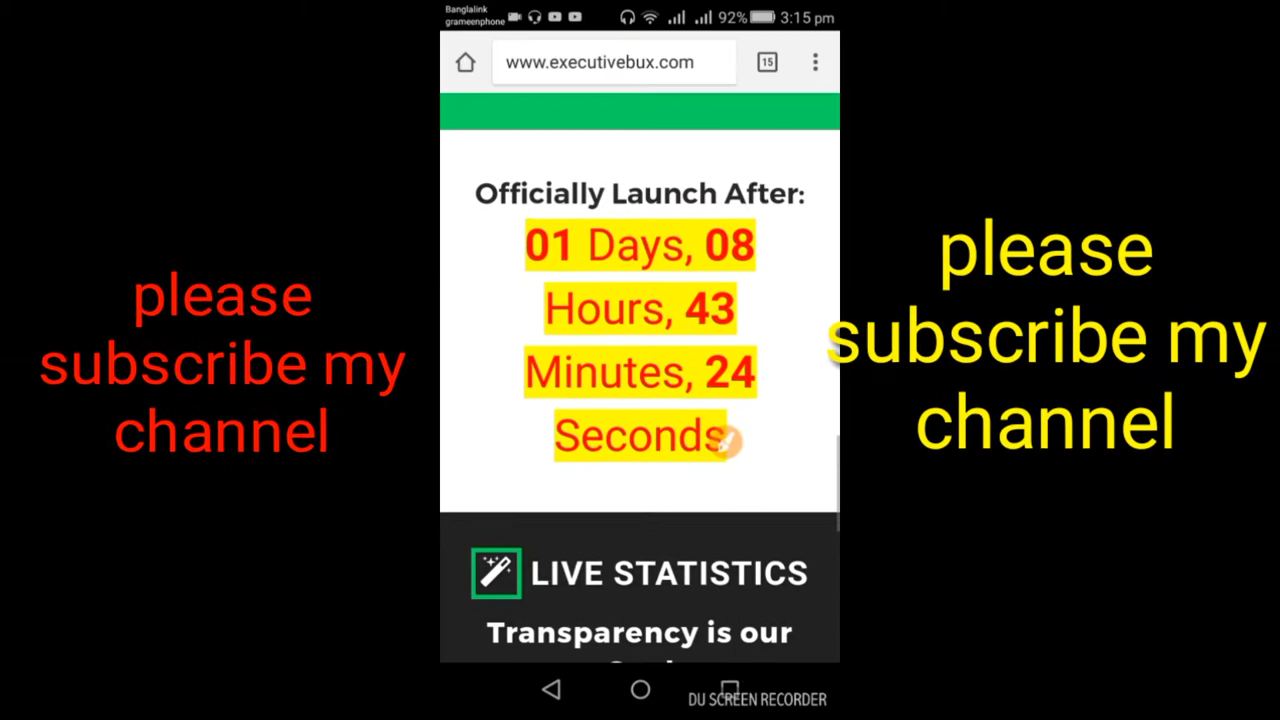 Banglalink
grameenphone
92% 3:15 pm
www.executivebux.com
15
Officially Launch After:
01 Days, 08
Hours, 43
Minutes, 24
Seconds
LIVE STATISTICS
Transparency is our
please
subscribe my
channel
please
subscribe my
channel
DU SCREEN RECORDER